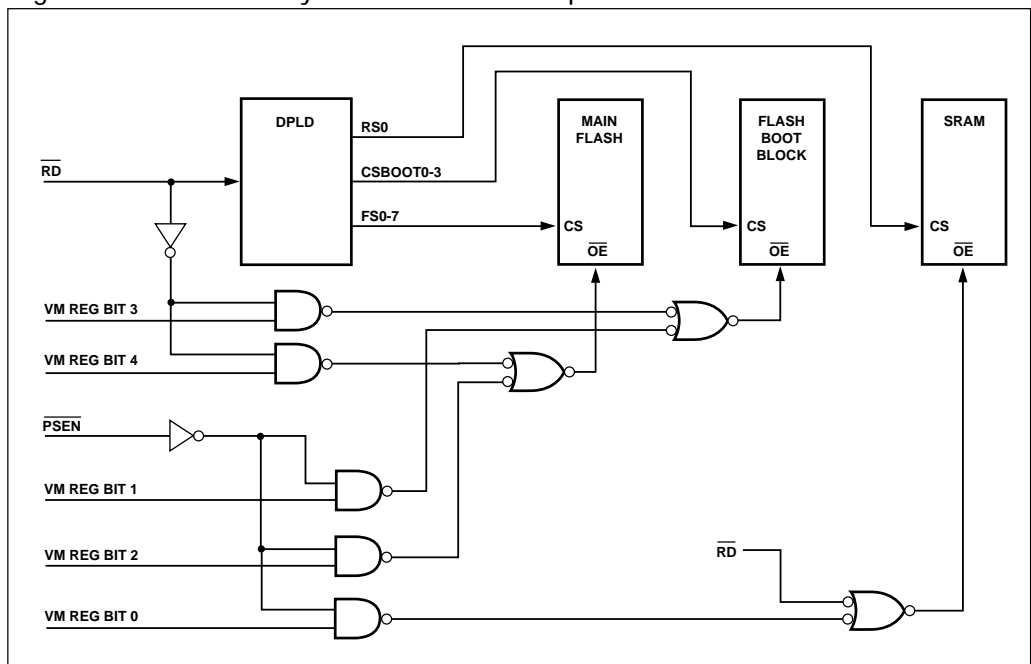 DPLD
MAIN
FLASH
FLASH
BOOT
BLOCK
SRAM
RS0
CSBOOT0-3
FS0-7
RD
CS
OE
CS
OE
CS
OE
VM REG BIT 3
VM REG BIT 4
PSEN
VM REG BIT 1
VM REG BIT 2
RD
VM REG BIT 0